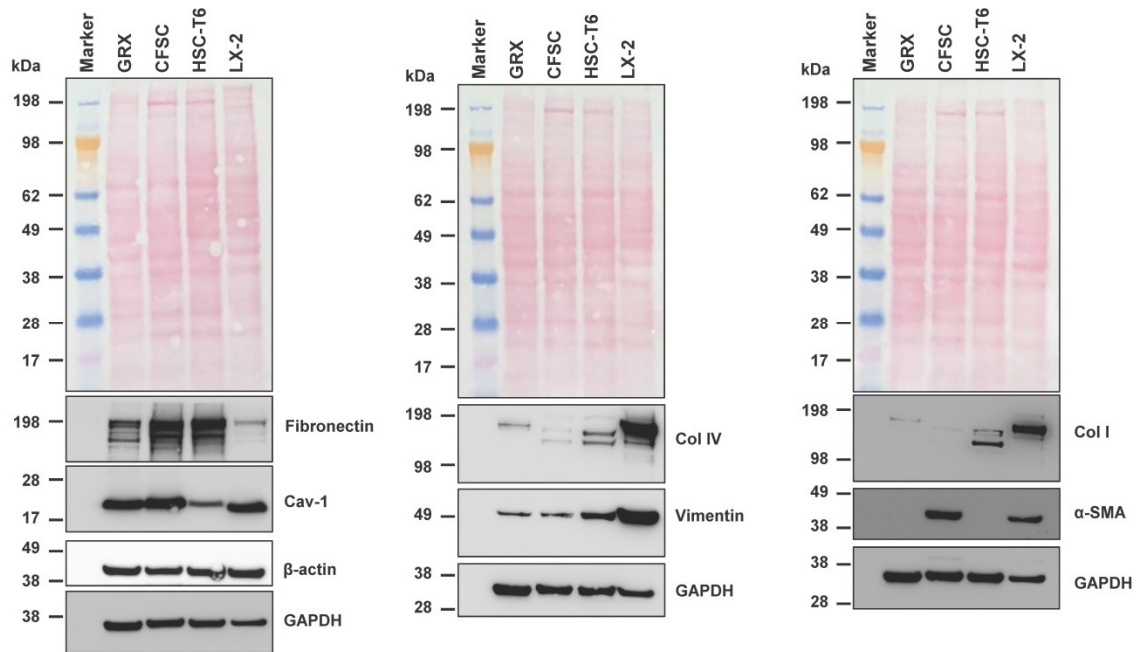 kDa
Marker
GRX
CFSC
HSC-T6
LX-2
198
98
62
49
38
28
17
198
Fibronectin
28
17
Cav-1
49
38
β-actin
38
GAPDH
kDa
Marker
GRX
CFSC
HSC-T6
LX-2
198
98
62
49
38
28
17
198
98
Col IV
49
Vimentin
38
28
GAPDH
kDa
Marker
GRX
CFSC
HSC-T6
LX-2
198
98
62
49
38
28
17
198
98
Col I
49
38
α-SMA
38
28
GAPDH